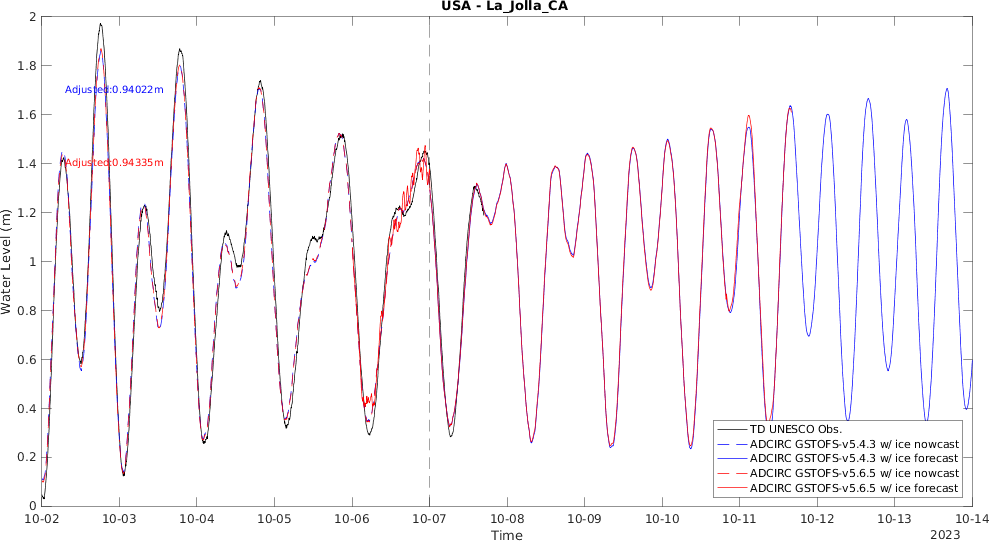 USA - La_Jolla_CA
2
1.8
1.6
1.4
1.2
1
0.8
0.6
0.4
0.2
0
Water Level (m)
Adjusted:0.94022m
Adjusted:0.94335m
TD UNESCO Obs.
ADCIRC GSTOFS-v5.4.3 w/ ice nowcast
ADCIRC GSTOFS-v5.4.3 w/ ice forecast
ADCIRC GSTOFS-v5.6.5 w/ ice nowcast
ADCIRC GSTOFS-v5.6.5 w/ ice forecast
10-02 10-03 10-04 10-05 10-06 10-07 10-08 10-09 10-10 10-11 10-12 10-13 10-14
Time
2023